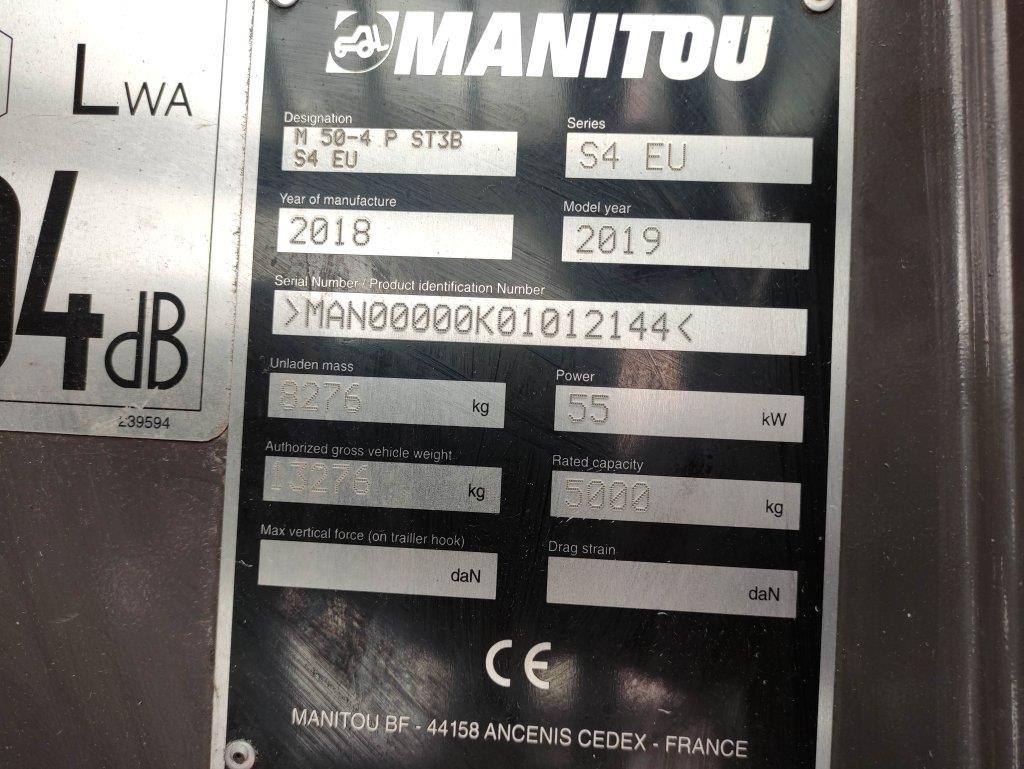 LWA
4dB
239594
MANITOU
Designation
M 50-4 P ST3B
S4 EU
Series
S4 EU
Year of manufacture
2018
Model year
2019
Serial Number / Product identification Number
>MAN00000K01012144<
Unladen mass
8276 kg
Power
55 kW
Authorized gross vehicle weight
13276 kg
Rated capacity
5000 kg
Max vertical force (on trailler hook)
daN
Drag strain
daN
CE
MANITOU BF - 44158 ANCENIS CEDEX - FRANCE